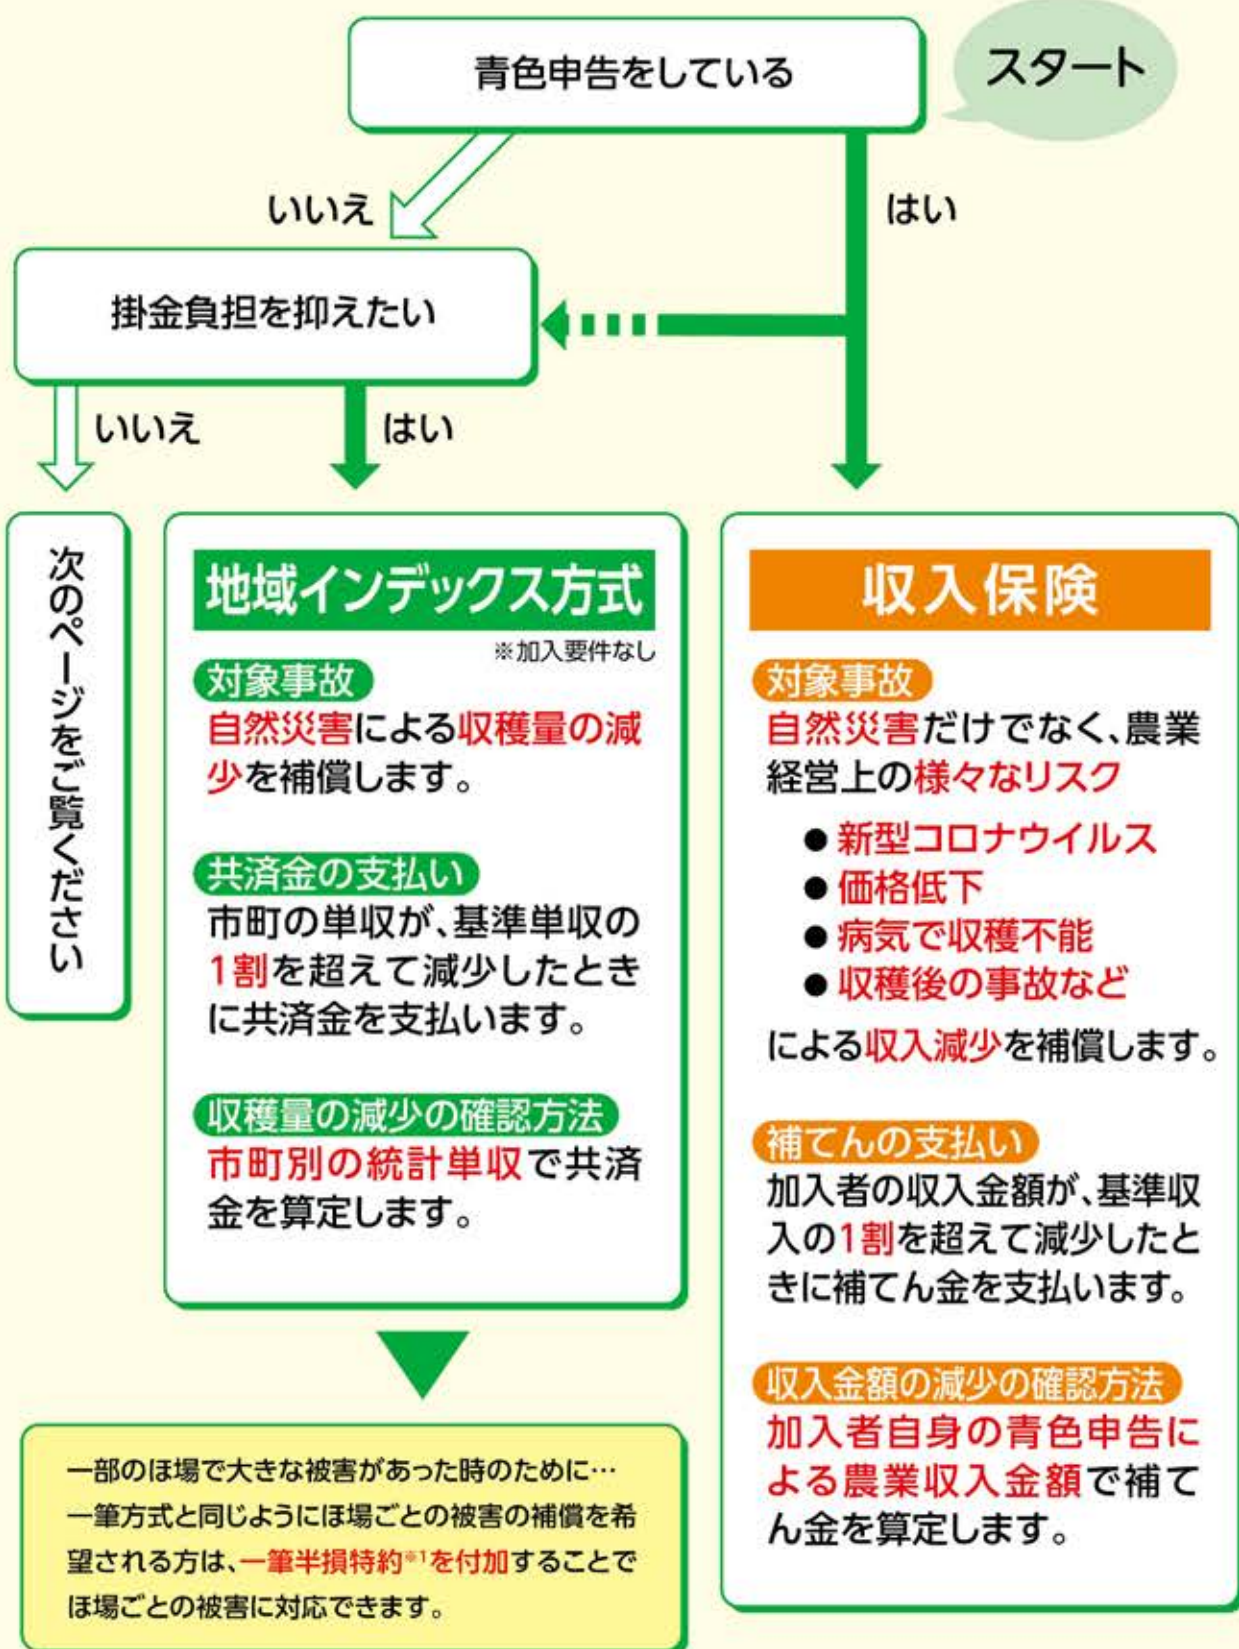 スタート
青色申告をしている
いいえ
はい
掛金負担を抑えたい
いいえ
はい
次のページをご覧ください
地域インデックス方式
※加入要件なし
対象事故
自然災害による収穫量の減
少を補償します。
共済金の支払い
市町の単収が、基準単収の
1割を超えて減少したとき
に共済金を支払います。
収穫量の減少の確認方法
市町別の統計単収で共済
金を算定します。
一部のほ場で大きな被害があった時のために…
一筆方式と同じようにほ場ごとの被害の補償を希
望される方は、一筆半損特約※1を付加することで
ほ場ごとの被害に対応できます。
収入保険
対象事故
自然災害だけでなく、農業
経営上の様々なリスク
●新型コロナウイルス
●価格低下
●病気で収穫不能
●収穫後の事故など
による収入減少を補償します。
補てんの支払い
加入者の収入金額が、基準収
入の1割を超えて減少したと
きに補てん金を支払います。
収入金額の減少の確認方法
加入者自身の青色申告に
よる農業収入金額で補て
ん金を算定します。